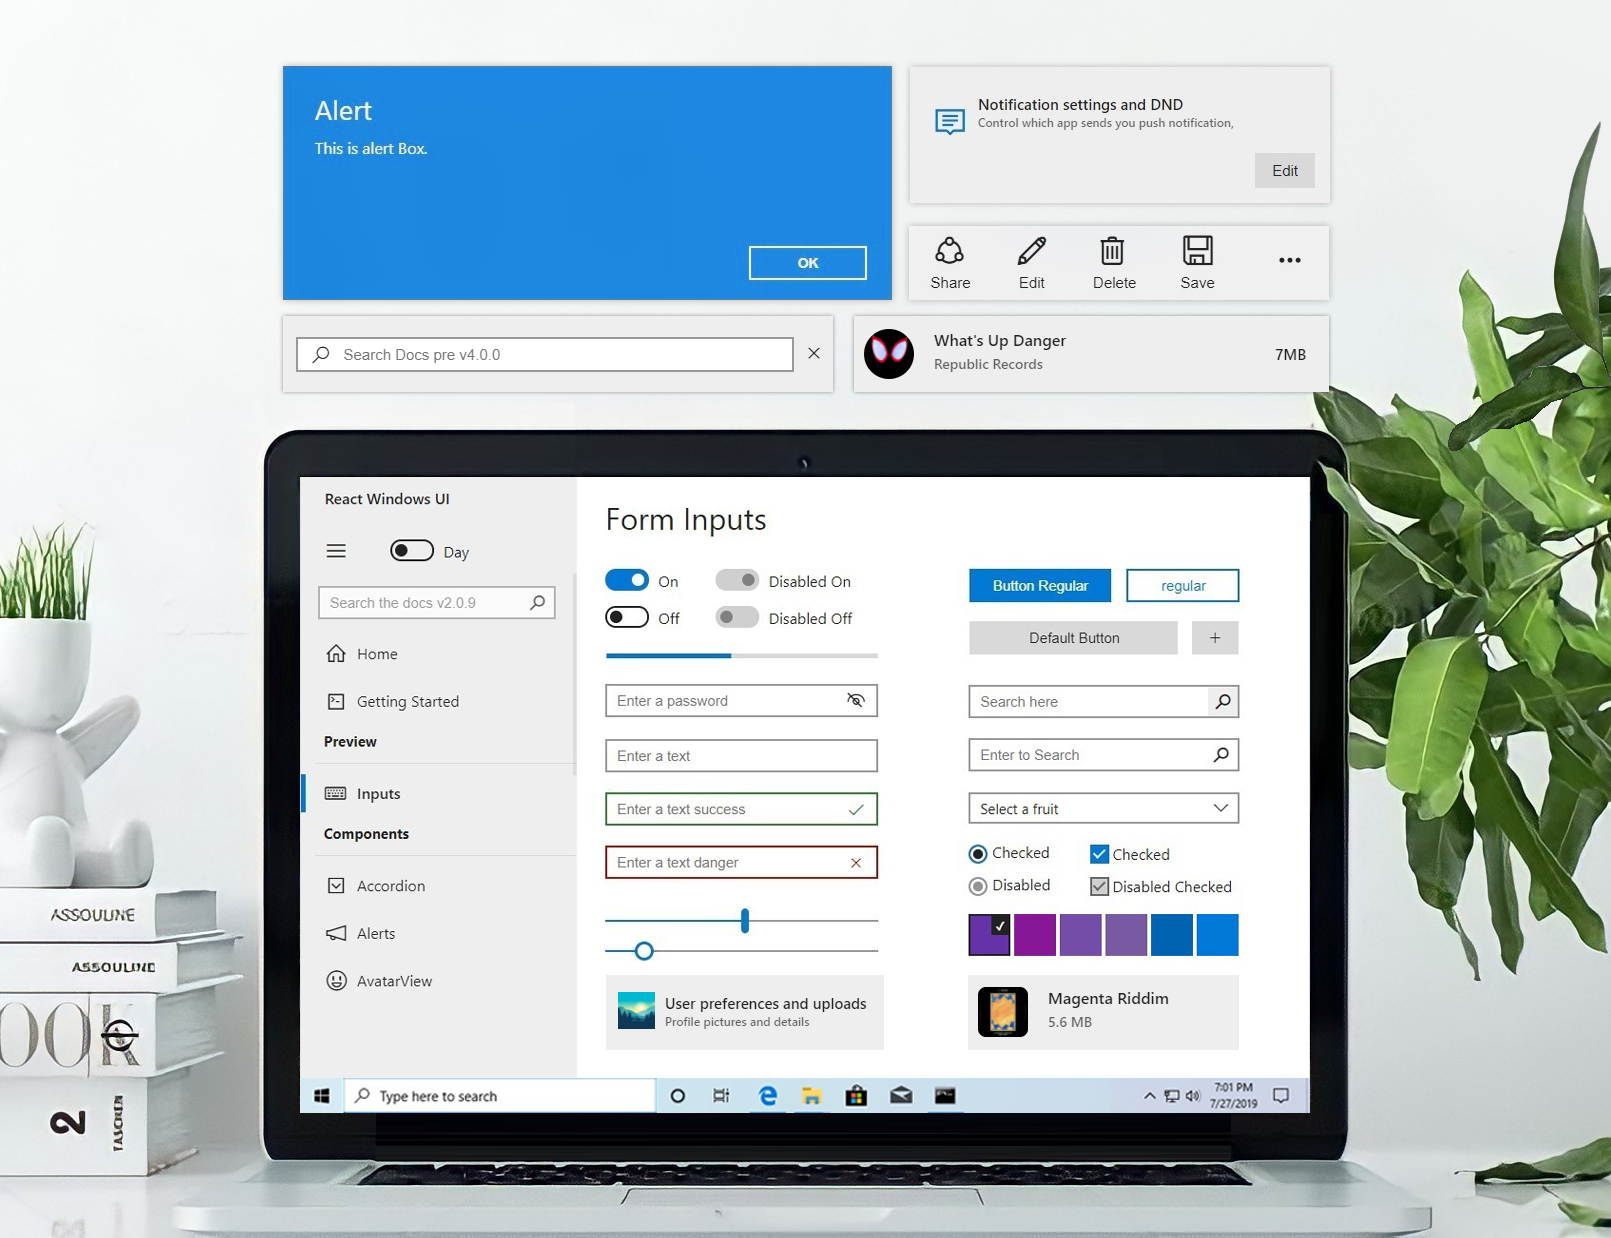 Alert
This is alert Box.
OK
Notification settings and DND
Control which app sends you push notification,
Edit
Share
Edit
Delete
Save
Search Docs pre v4.0.0
What's Up Danger
Republic Records
7MB
React Windows UI
Day
Search the docs v2.0.9
Home
Getting Started
Preview
Inputs
Components
Accordion
Alerts
AvatarView
Form Inputs
On
Disabled On
Off
Disabled Off
Enter a password
Enter a text
Enter a text success
Enter a text danger
User preferences and uploads
Profile pictures and details
Button Regular
regular
Default Button
+
Search here
Enter to Search
Select a fruit
Checked
Checked
Disabled
Disabled Checked
Magenta Riddim
5.6 MB
Type here to search
7:01 PM
7/27/2019
ASSOULINE
ASSOULINE
OOK
2
TASCHEN